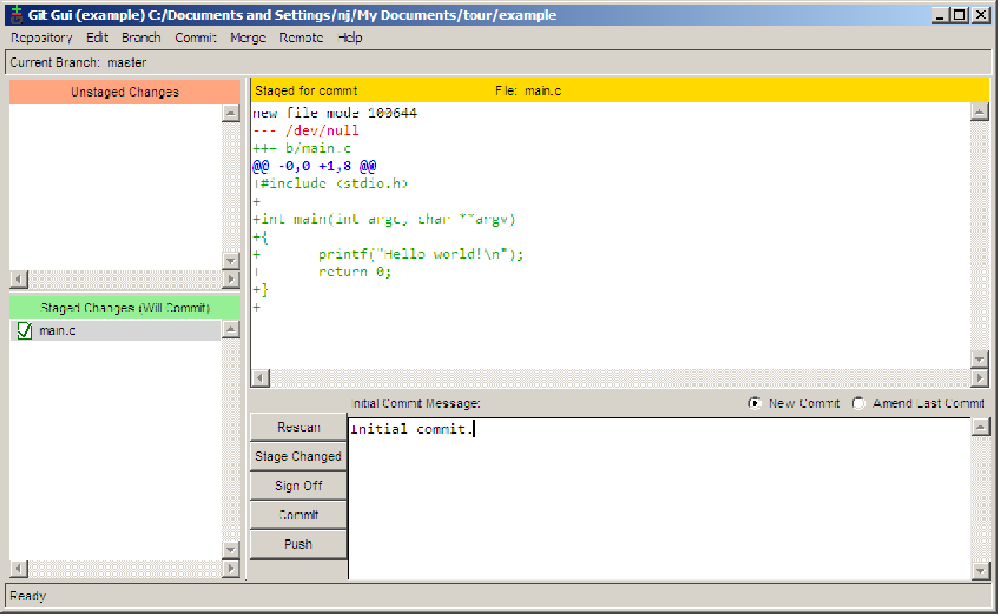 Git Gui (example) C:/Documents and Settings/nj/My Documents/tour/example
Repository Edit Branch Commit Merge Remote Help
Current Branch: master
Unstaged Changes
Staged Changes (Will Commit)
main.c
Staged for commit File: main.c
new file mode 100644
--- /dev/null
+++ b/main.c
@@ -0,0 +1,8 @@
+#include <stdio.h>
+
+int main(int argc, char **argv)
+{
+       printf("Hello world!\n");
+       return 0;
+}
+
Initial Commit Message: New Commit Amend Last Commit
Rescan
Stage Changed
Sign Off
Commit
Push
Initial commit.
Ready.